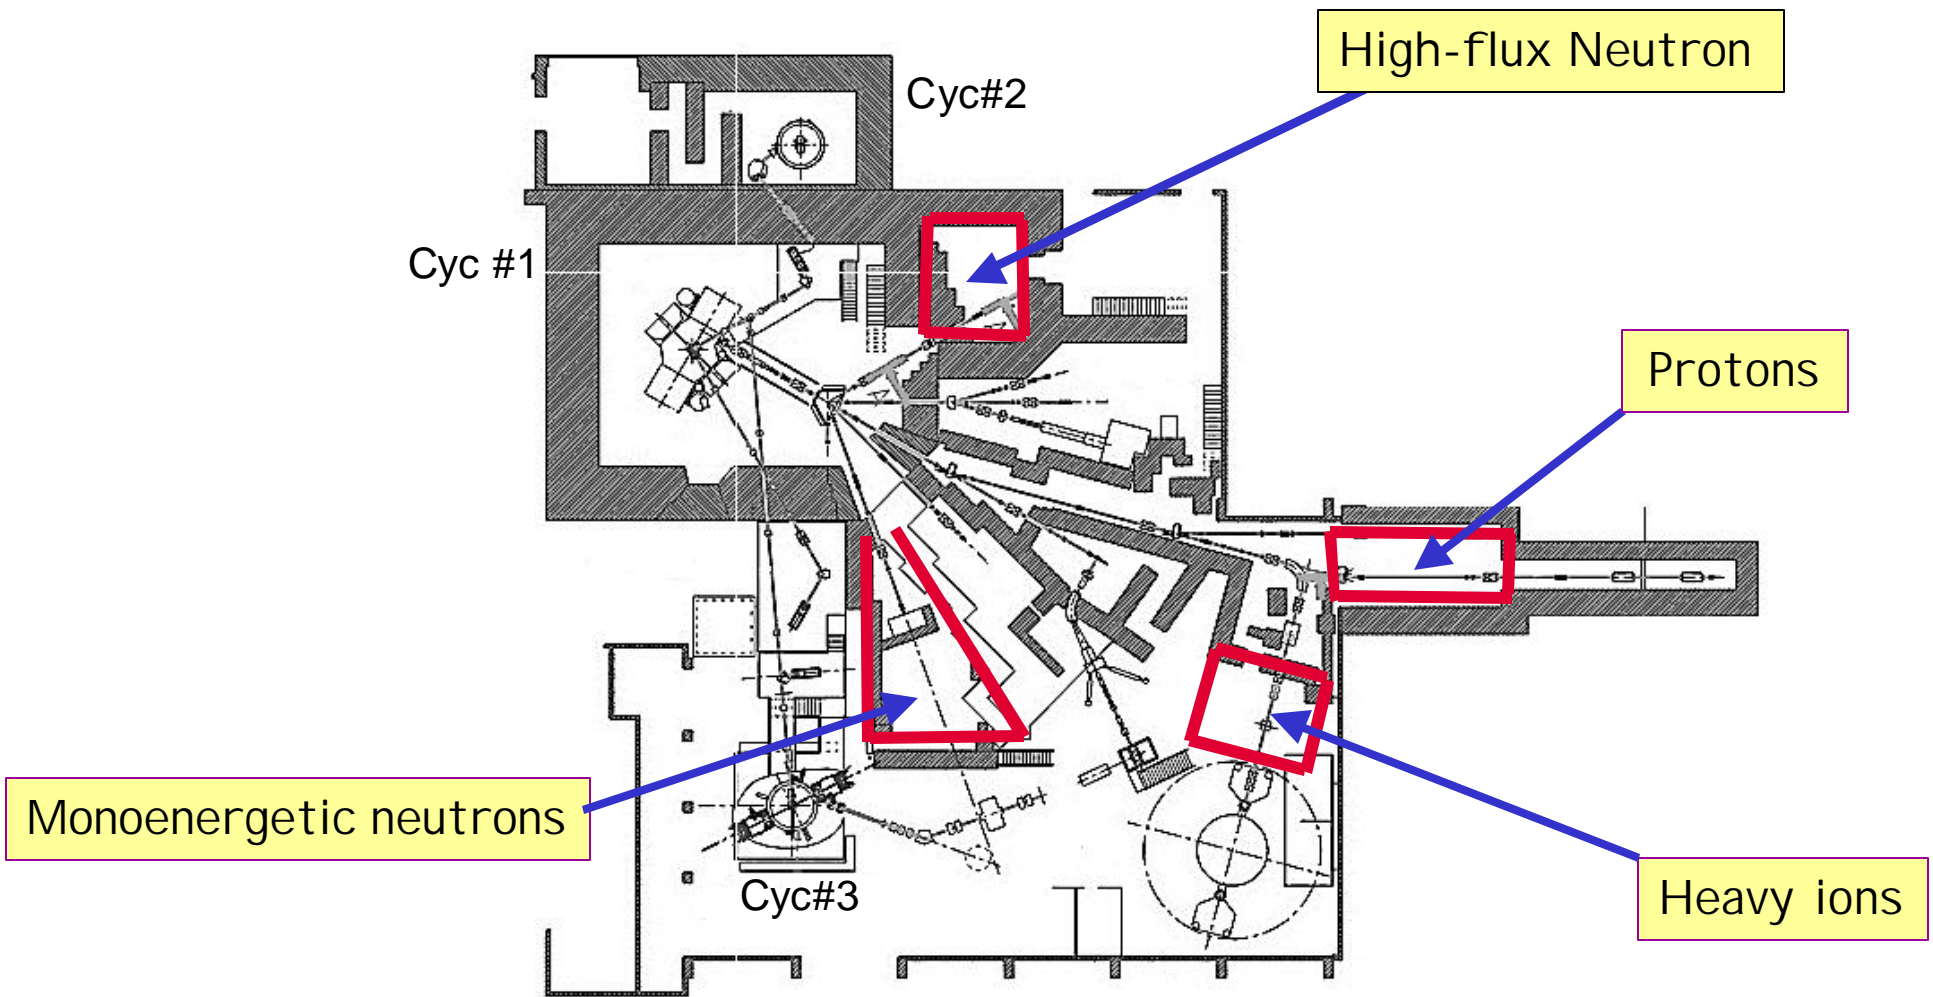 High-flux Neutron
Cyc#2
Cyc #1
Protons
Monoenergetic neutrons
Cyc#3
Heavy ions